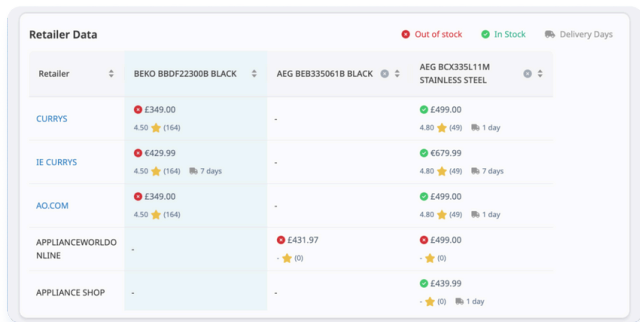 Retailer Data
Out of stock
In Stock
Delivery Days
Retailer
BEKO BBDF22300B BLACK
AEG BEB335061B BLACK
AEG BCX335L11M
STAINLESS STEEL
CURRYS
£349.00
4.50 (164)
-
£499.00
4.80 (49) 1 day
IE CURRYS
€429.99
4.50 (164) 7 days
-
€679.99
4.80 (49) 7 days
AO.COM
£349.00
4.50 (164)
-
£499.00
4.80 (49) 1 day
APPLIANCEWORLDO
NLINE
-
£431.97
- (0)
£499.00
- (0)
APPLIANCE SHOP
-
-
£439.99
- (0) 1 day